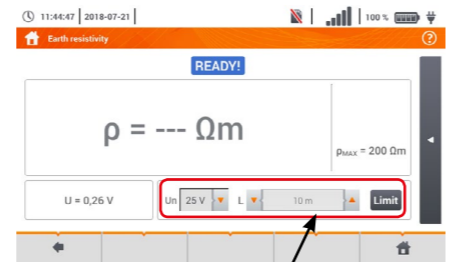 11:44:47 | 2018-07-21 | 100 %
Earth resistivity ?
READY!
ρ = --- Ωm
ρMAX = 200 Ωm
U = 0,26 V Un 25 V L 10 m Limit